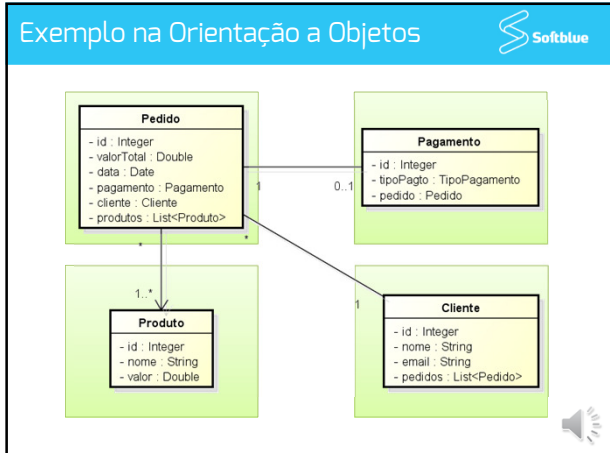 Exemplo na Orientação a Objetos
Softblue
Pedido
- id : Integer
- valorTotal : Double
- data : Date
- pagamento : Pagamento
- cliente : Cliente
- produtos : List<Produto>
Pagamento
- id : Integer
- tipoPagto : TipoPagamento
- pedido : Pedido
1
0..1
*
*
1..*
1
Produto
- id : Integer
- nome : String
- valor : Double
Cliente
- id : Integer
- nome : String
- email : String
- pedidos : List<Pedido>